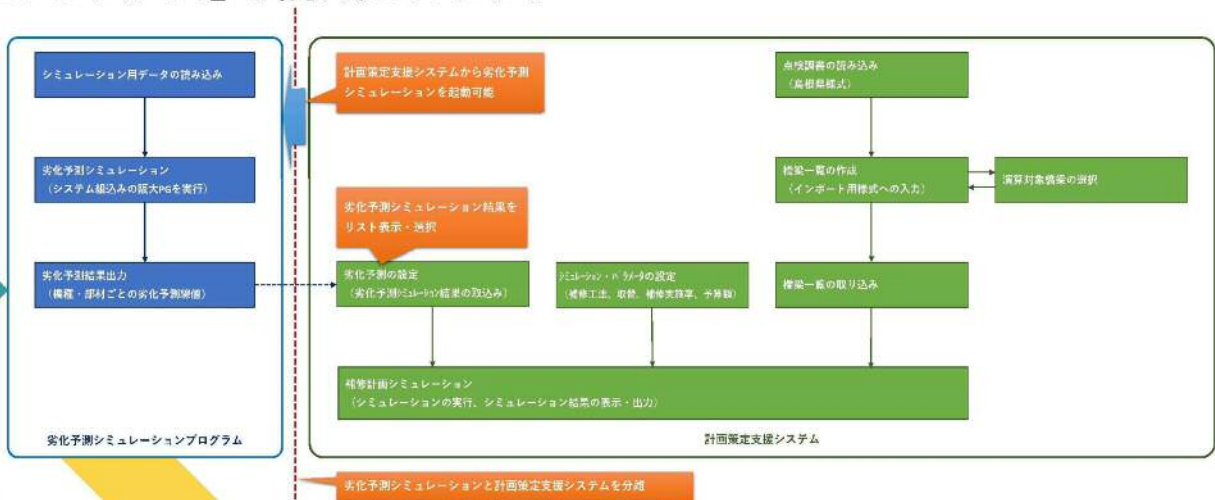 シミュレーション用データの読み込み
劣化予測シミュレーション
(システム組込みの阪大PGを実行)
劣化予測結果出力
(橋種・部材ごとの劣化予測
劣化予測シミュレーションプログラム
計画策定支援システムから劣化予測
シミュレーションを起動可能
劣化予測シミュレーション結果を
リスト表示・選択
点検調書の読み込み
(島根県様式)
橋梁一覧の作成
(インポート用様式への入力)
演算対象橋梁の選択
劣化予測の設定
(劣化予測シミュレーション結果の取込み)
シミュレーション・パラメータの設定
(補修工法、取替、補修実施率、予算額)
橋梁一覧の取り込み
補修計画シミュレーション
(シミュレーションの実行、シミュレーション結果の表示・出力)
計画策定支援システム
劣化予測シミュレーションと計画策定支援システムを分離